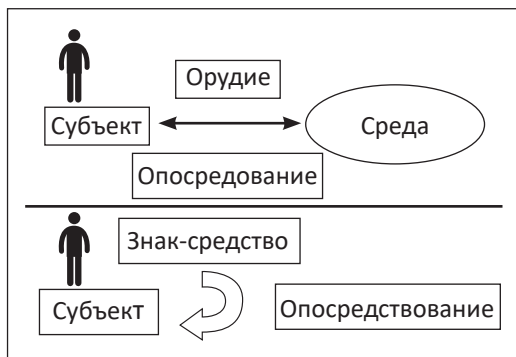 Орудие
Субъект
Среда
Опосредование
Знак-средство
Субъект
Опосредствование